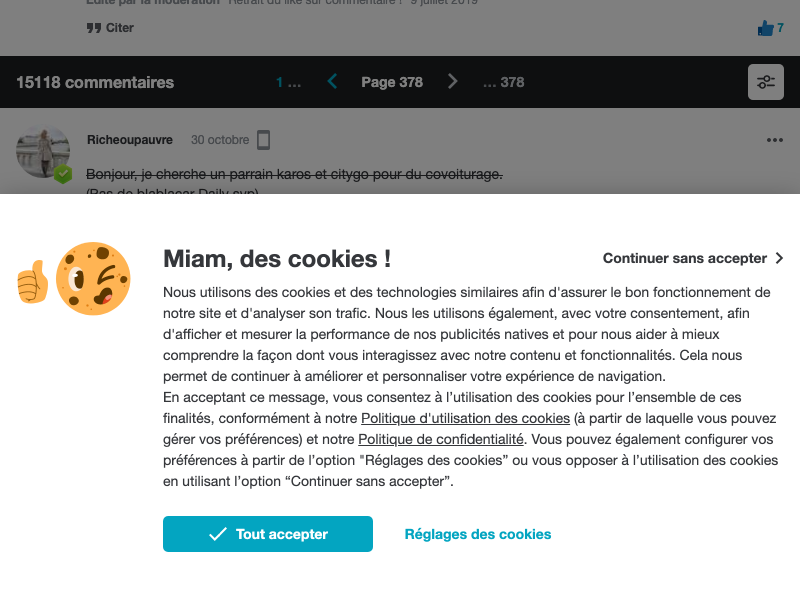 Edité par la modération "Retrait du like sur commentaire !" 9 juillet 2019
Citer
7
15118 commentaires
1 ...
Page 378
... 378
Richeoupauvre
30 octobre
Bonjour, je cherche un parrain karos et citygo pour du covoiturage.
(Pas de blablacar Daily svp)
Miam, des cookies !
Continuer sans accepter
Nous utilisons des cookies et des technologies similaires afin d'assurer le bon fonctionnement de
notre site et d'analyser son trafic. Nous les utilisons également, avec votre consentement, afin
d'afficher et mesurer la performance de nos publicités natives et pour nous aider à mieux
comprendre la façon dont vous interagissez avec notre contenu et fonctionnalités. Cela nous
permet de continuer à améliorer et personnaliser votre expérience de navigation.
En acceptant ce message, vous consentez à l’utilisation des cookies pour l’ensemble de ces
finalités, conformément à notre Politique d'utilisation des cookies (à partir de laquelle vous pouvez
gérer vos préférences) et notre Politique de confidentialité. Vous pouvez également configurer vos
préférences à partir de l’option "Réglages des cookies” ou vous opposer à l’utilisation des cookies
en utilisant l’option “Continuer sans accepter”.
Tout accepter
Réglages des cookies